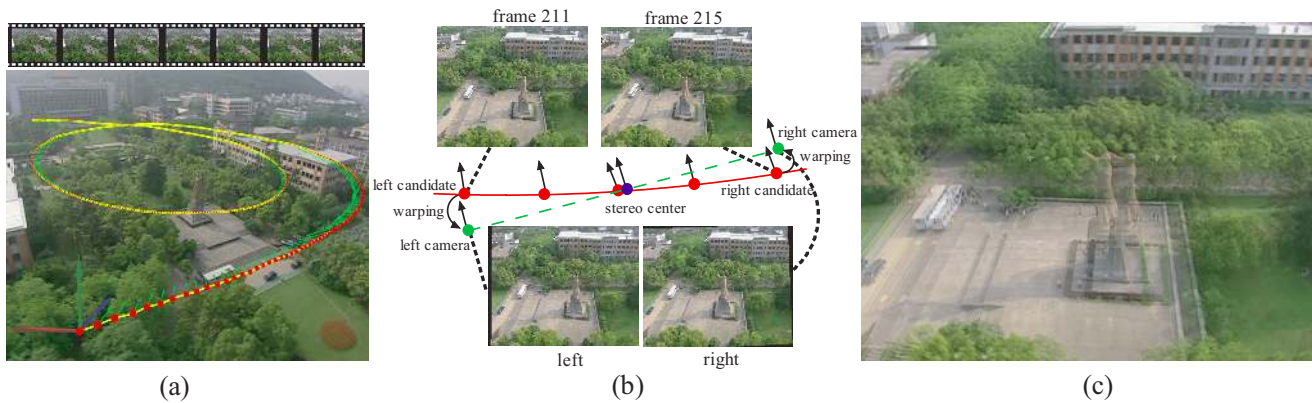 frame 211
frame 215
right camera
warping
left candidate
right candidate
stereo center
warping
left camera
left
right
(a)
(b)
(c)